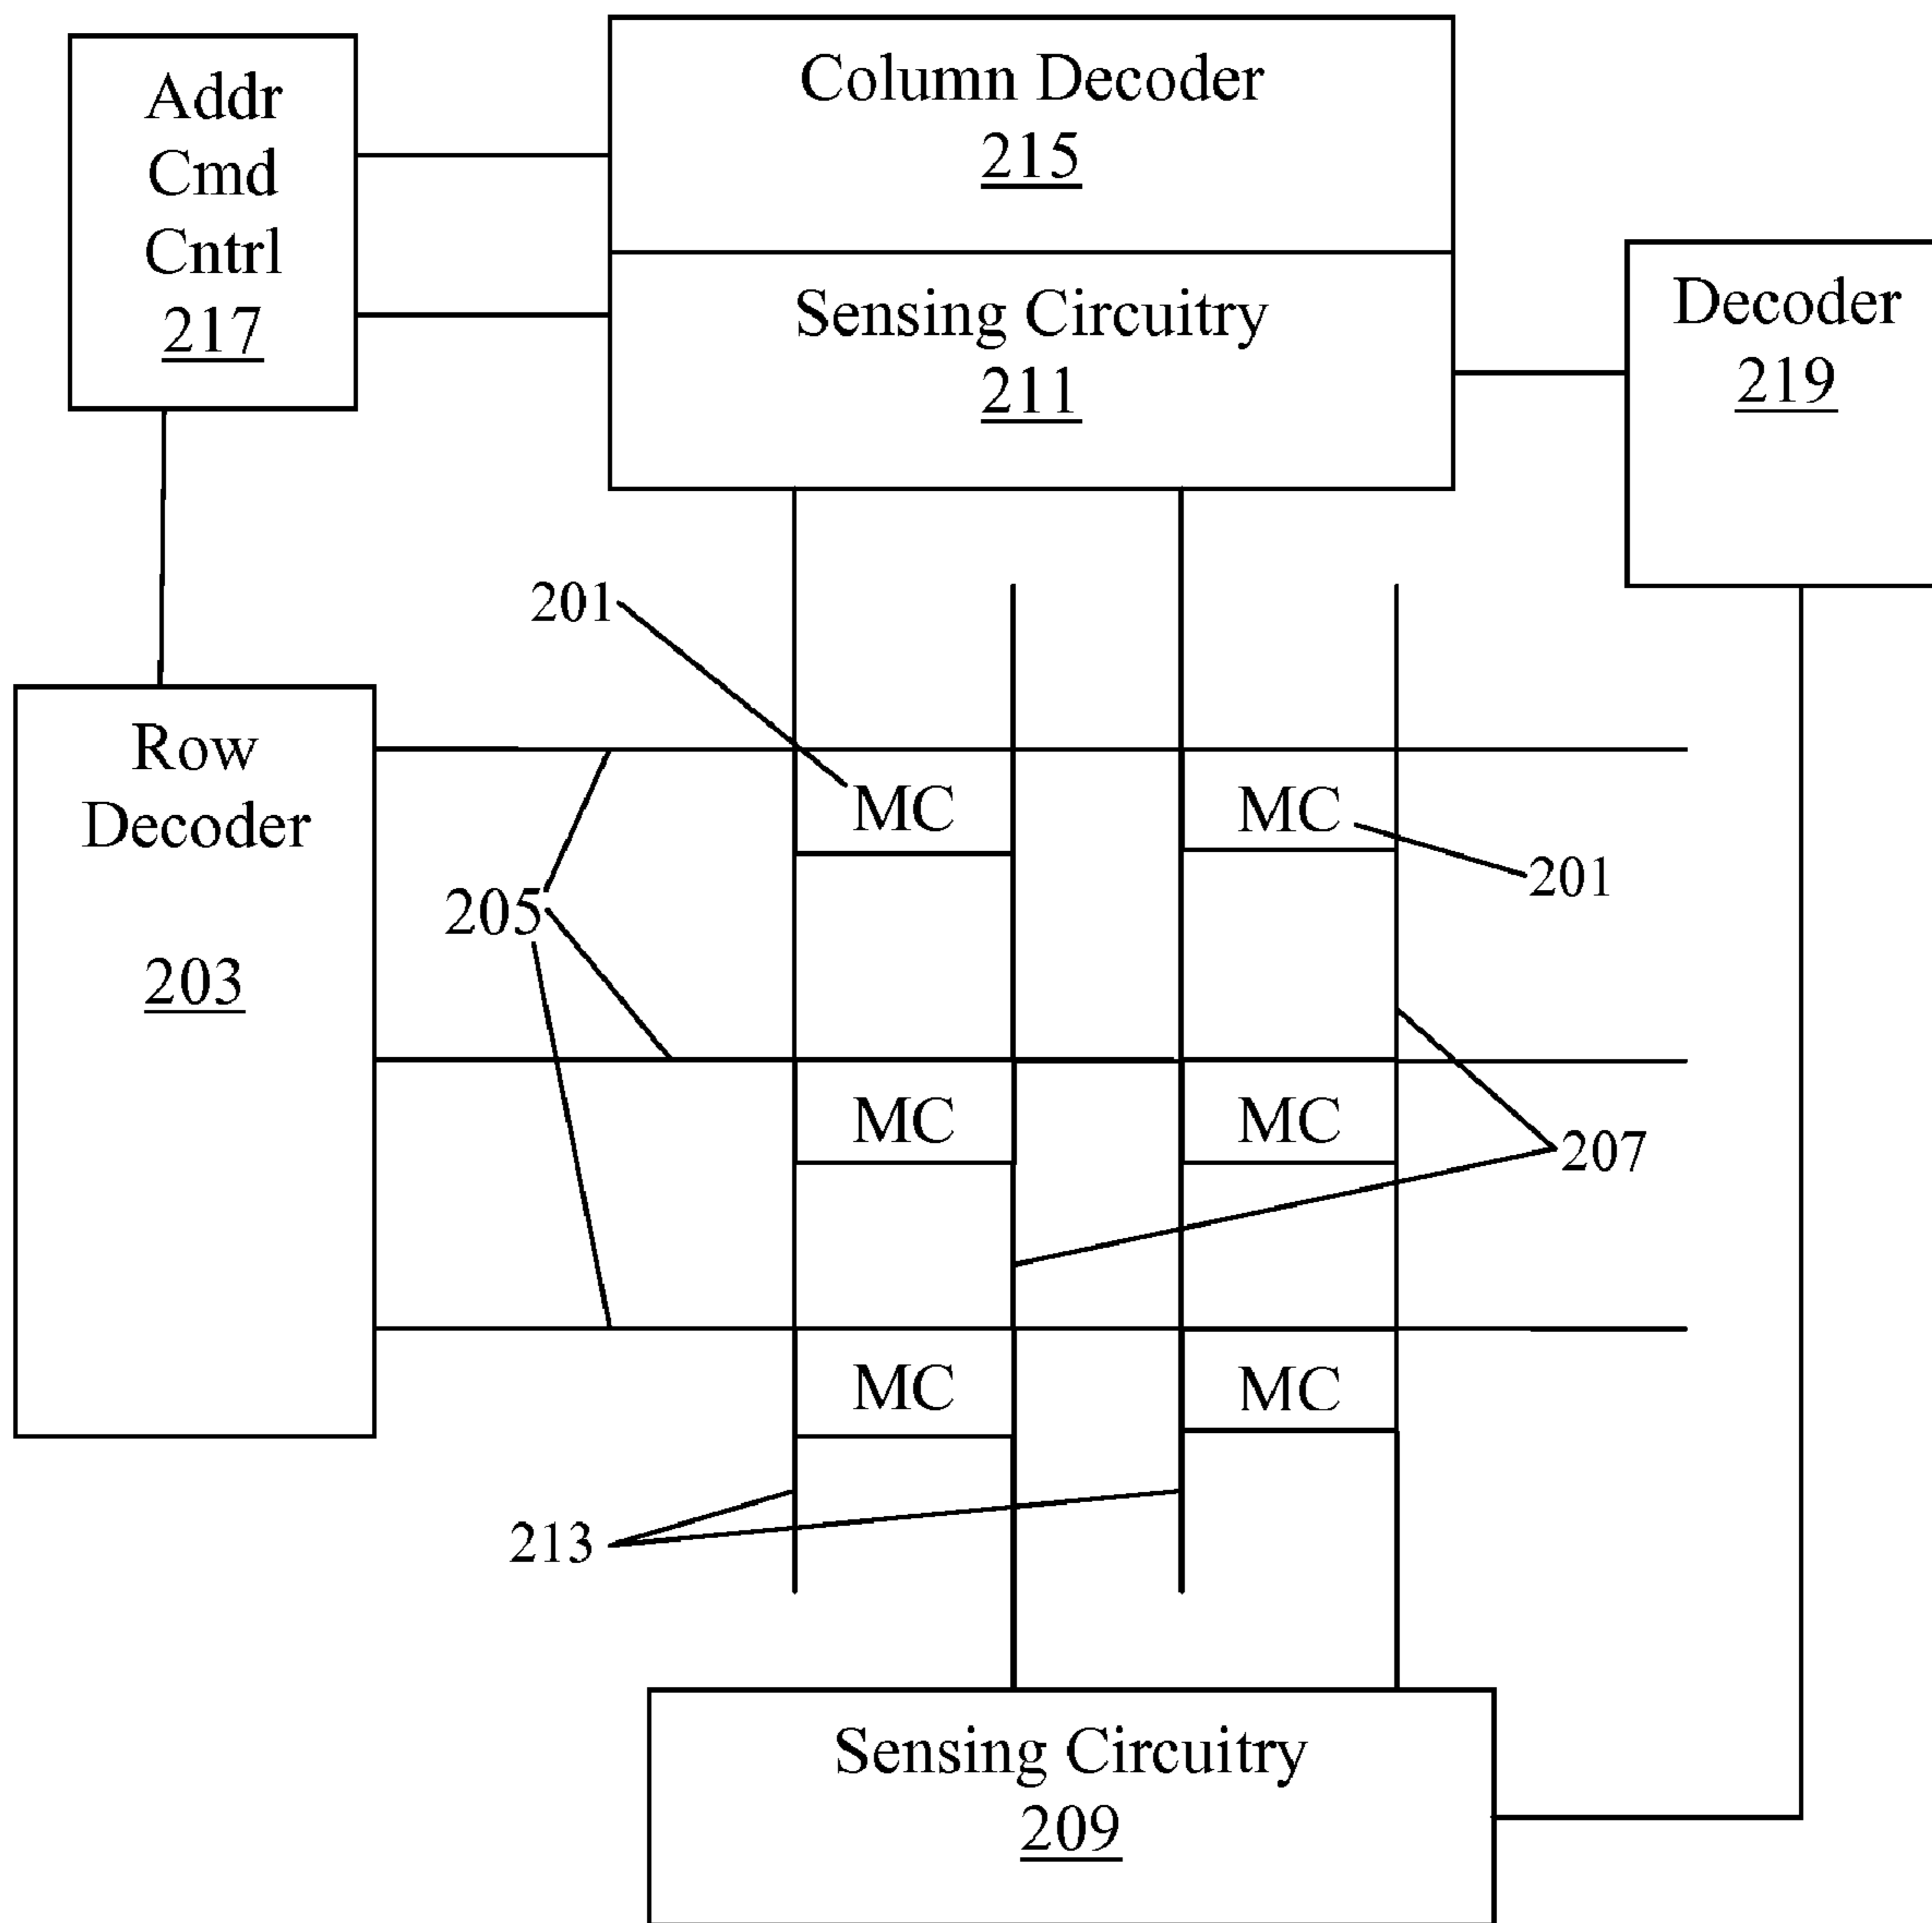 Addr
Cmd
Cntrl
217
Column Decoder
215
Sensing Circuitry
211
Decoder
219
201
Row
Decoder
203
MC
MC
201
205
MC
MC
207
MC
MC
213
Sensing Circuitry
209